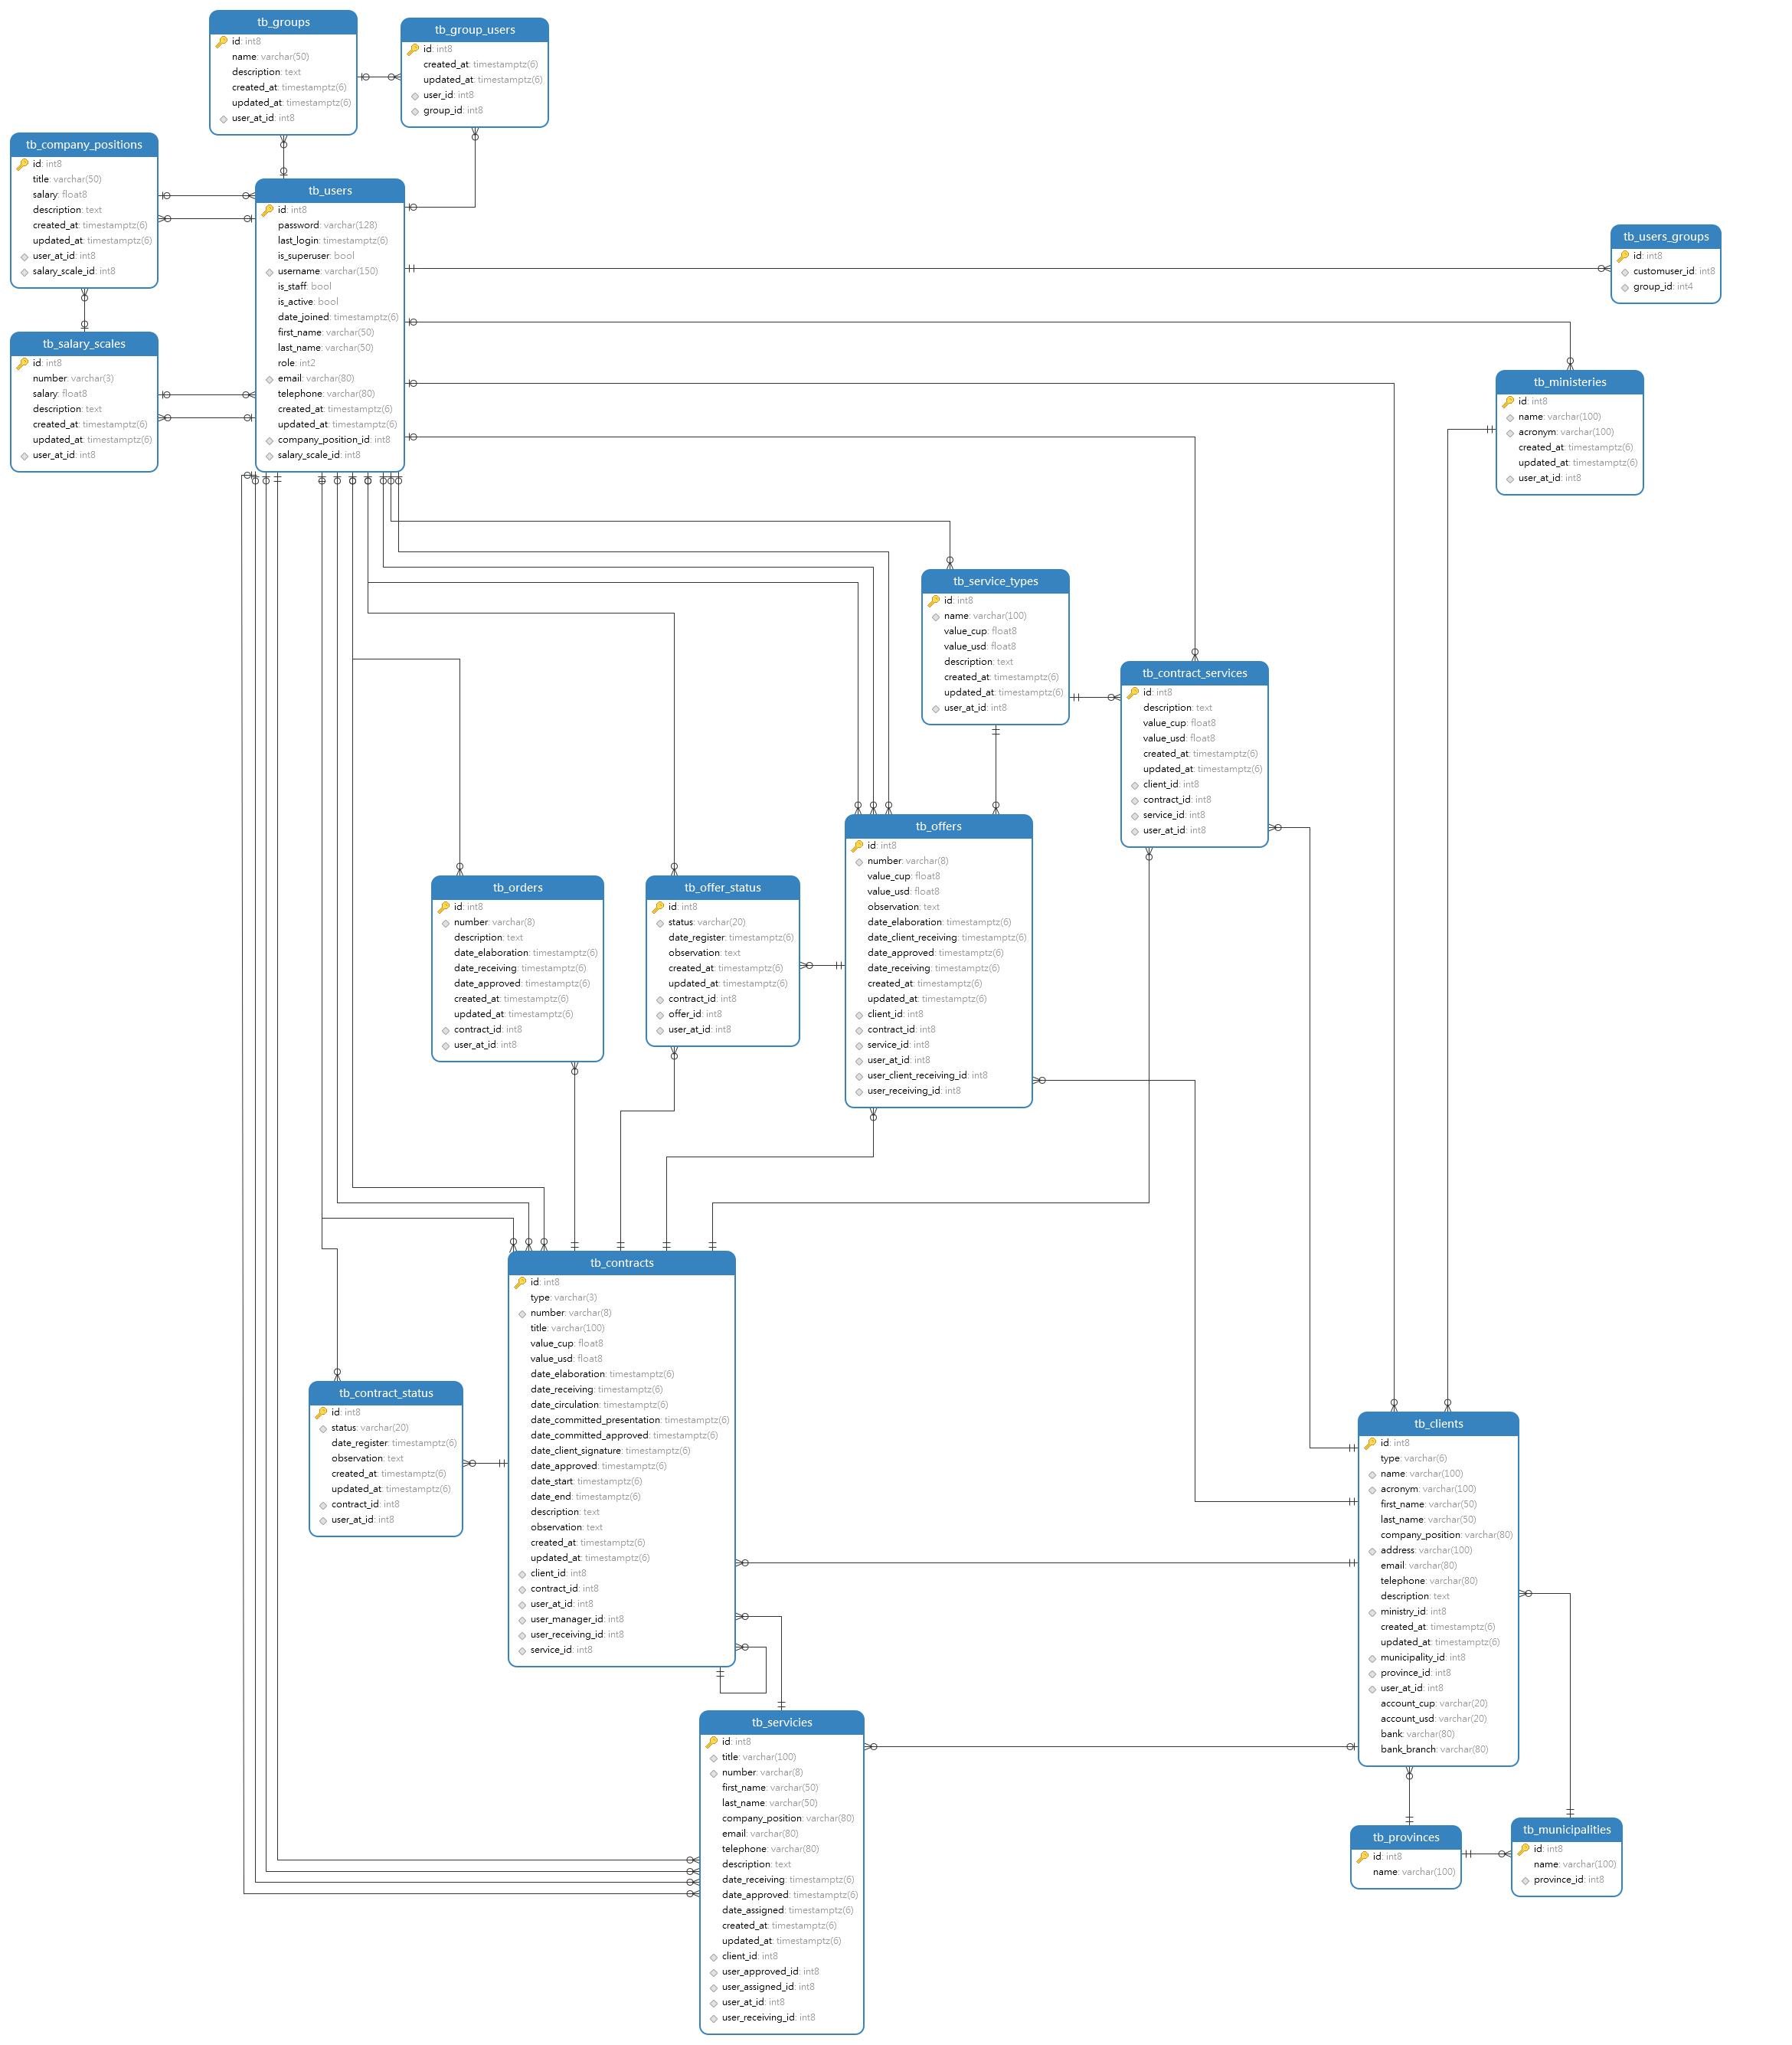 tb_groups
id: int8
name: varchar(50)
description: text
created_at: timestamptz(6)
updated_at: timestamptz(6)
user_at_id: int8
tb_group_users
id: int8
created_at: timestamptz(6)
updated_at: timestamptz(6)
user_id: int8
group_id: int8
tb_company_positions
id: int8
title: varchar(50)
salary: float8
description: text
created_at: timestamptz(6)
updated_at: timestamptz(6)
user_at_id: int8
salary_scale_id: int8
tb_users
id: int8
password: varchar(128)
last_login: timestamptz(6)
is_superuser: bool
username: varchar(150)
is_staff: bool
is_active: bool
date_joined: timestamptz(6)
first_name: varchar(50)
last_name: varchar(50)
role: int2
email: varchar(80)
telephone: varchar(80)
created_at: timestamptz(6)
updated_at: timestamptz(6)
company_position_id: int8
salary_scale_id: int8
tb_users_groups
id: int8
customuser_id: int8
group_id: int4
tb_salary_scales
id: int8
number: varchar(3)
salary: float8
description: text
created_at: timestamptz(6)
updated_at: timestamptz(6)
user_at_id: int8
tb_ministeries
id: int8
name: varchar(100)
acronym: varchar(100)
created_at: timestamptz(6)
updated_at: timestamptz(6)
user_at_id: int8
tb_service_types
id: int8
name: varchar(100)
value_cup: float8
value_usd: float8
description: text
created_at: timestamptz(6)
updated_at: timestamptz(6)
user_at_id: int8
tb_contract_services
id: int8
description: text
value_cup: float8
value_usd: float8
created_at: timestamptz(6)
updated_at: timestamptz(6)
client_id: int8
contract_id: int8
service_id: int8
user_at_id: int8
tb_offers
id: int8
number: varchar(8)
value_cup: float8
value_usd: float8
observation: text
date_elaboration: timestamptz(6)
date_client_receiving: timestamptz(6)
date_approved: timestamptz(6)
date_receiving: timestamptz(6)
created_at: timestamptz(6)
updated_at: timestamptz(6)
client_id: int8
contract_id: int8
service_id: int8
user_at_id: int8
user_client_receiving_id: int8
user_receiving_id: int8
tb_orders
id: int8
number: varchar(8)
description: text
date_elaboration: timestamptz(6)
date_receiving: timestamptz(6)
date_approved: timestamptz(6)
created_at: timestamptz(6)
updated_at: timestamptz(6)
contract_id: int8
user_at_id: int8
tb_offer_status
id: int8
status: varchar(20)
date_register: timestamptz(6)
observation: text
created_at: timestamptz(6)
updated_at: timestamptz(6)
contract_id: int8
offer_id: int8
user_at_id: int8
tb_contracts
id: int8
type: varchar(3)
number: varchar(8)
title: varchar(100)
value_cup: float8
value_usd: float8
date_elaboration: timestamptz(6)
date_receiving: timestamptz(6)
date_circulation: timestamptz(6)
date_committed_presentation: timestamptz(6)
date_committed_approved: timestamptz(6)
date_client_signature: timestamptz(6)
date_approved: timestamptz(6)
date_start: timestamptz(6)
date_end: timestamptz(6)
description: text
observation: text
created_at: timestamptz(6)
updated_at: timestamptz(6)
client_id: int8
contract_id: int8
user_at_id: int8
user_manager_id: int8
user_receiving_id: int8
service_id: int8
tb_contract_status
id: int8
status: varchar(20)
date_register: timestamptz(6)
observation: text
created_at: timestamptz(6)
updated_at: timestamptz(6)
contract_id: int8
user_at_id: int8
tb_clients
id: int8
type: varchar(6)
name: varchar(100)
acronym: varchar(100)
first_name: varchar(50)
last_name: varchar(50)
company_position: varchar(80)
address: varchar(100)
email: varchar(80)
telephone: varchar(80)
description: text
ministry_id: int8
created_at: timestamptz(6)
updated_at: timestamptz(6)
municipality_id: int8
province_id: int8
user_at_id: int8
account_cup: varchar(20)
account_usd: varchar(20)
bank: varchar(80)
bank_branch: varchar(80)
tb_servicies
id: int8
title: varchar(100)
number: varchar(8)
first_name: varchar(50)
last_name: varchar(50)
company_position: varchar(80)
email: varchar(80)
telephone: varchar(80)
description: text
date_receiving: timestamptz(6)
date_approved: timestamptz(6)
date_assigned: timestamptz(6)
created_at: timestamptz(6)
updated_at: timestamptz(6)
client_id: int8
user_approved_id: int8
user_assigned_id: int8
user_at_id: int8
user_receiving_id: int8
tb_provinces
id: int8
name: varchar(100)
tb_municipalities
id: int8
name: varchar(100)
province_id: int8